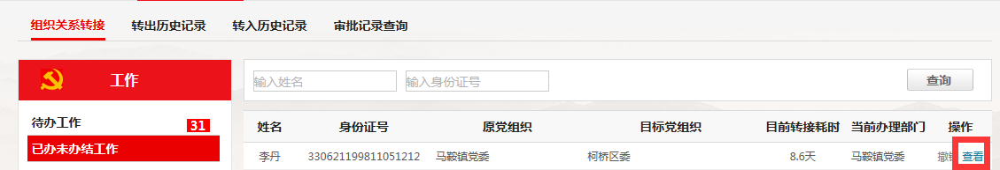 组织关系转接 转出历史记录 转入历史记录 审批记录查询
工作
输入姓名 输入身份证号 查询
待办工作 31
姓名 身份证号 原党组织 目标党组织 目前转接耗时 当前办理部门 操作
已办未办结工作
李丹 330621199811051212 马鞍镇党委 柯桥区委 8.6天 马鞍镇党委 撤 查看